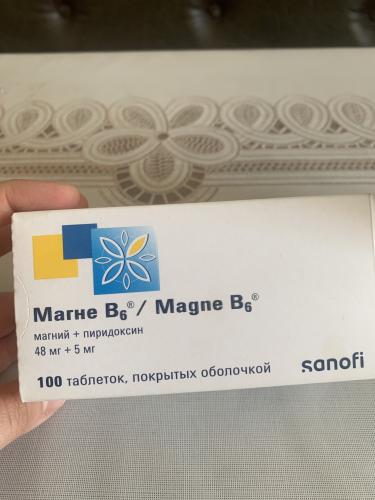 Магне B₆® / Magne B₆®
магний + пиридоксин
48 мг + 5 мг
100 таблеток, покрытых оболочкой
sanofi